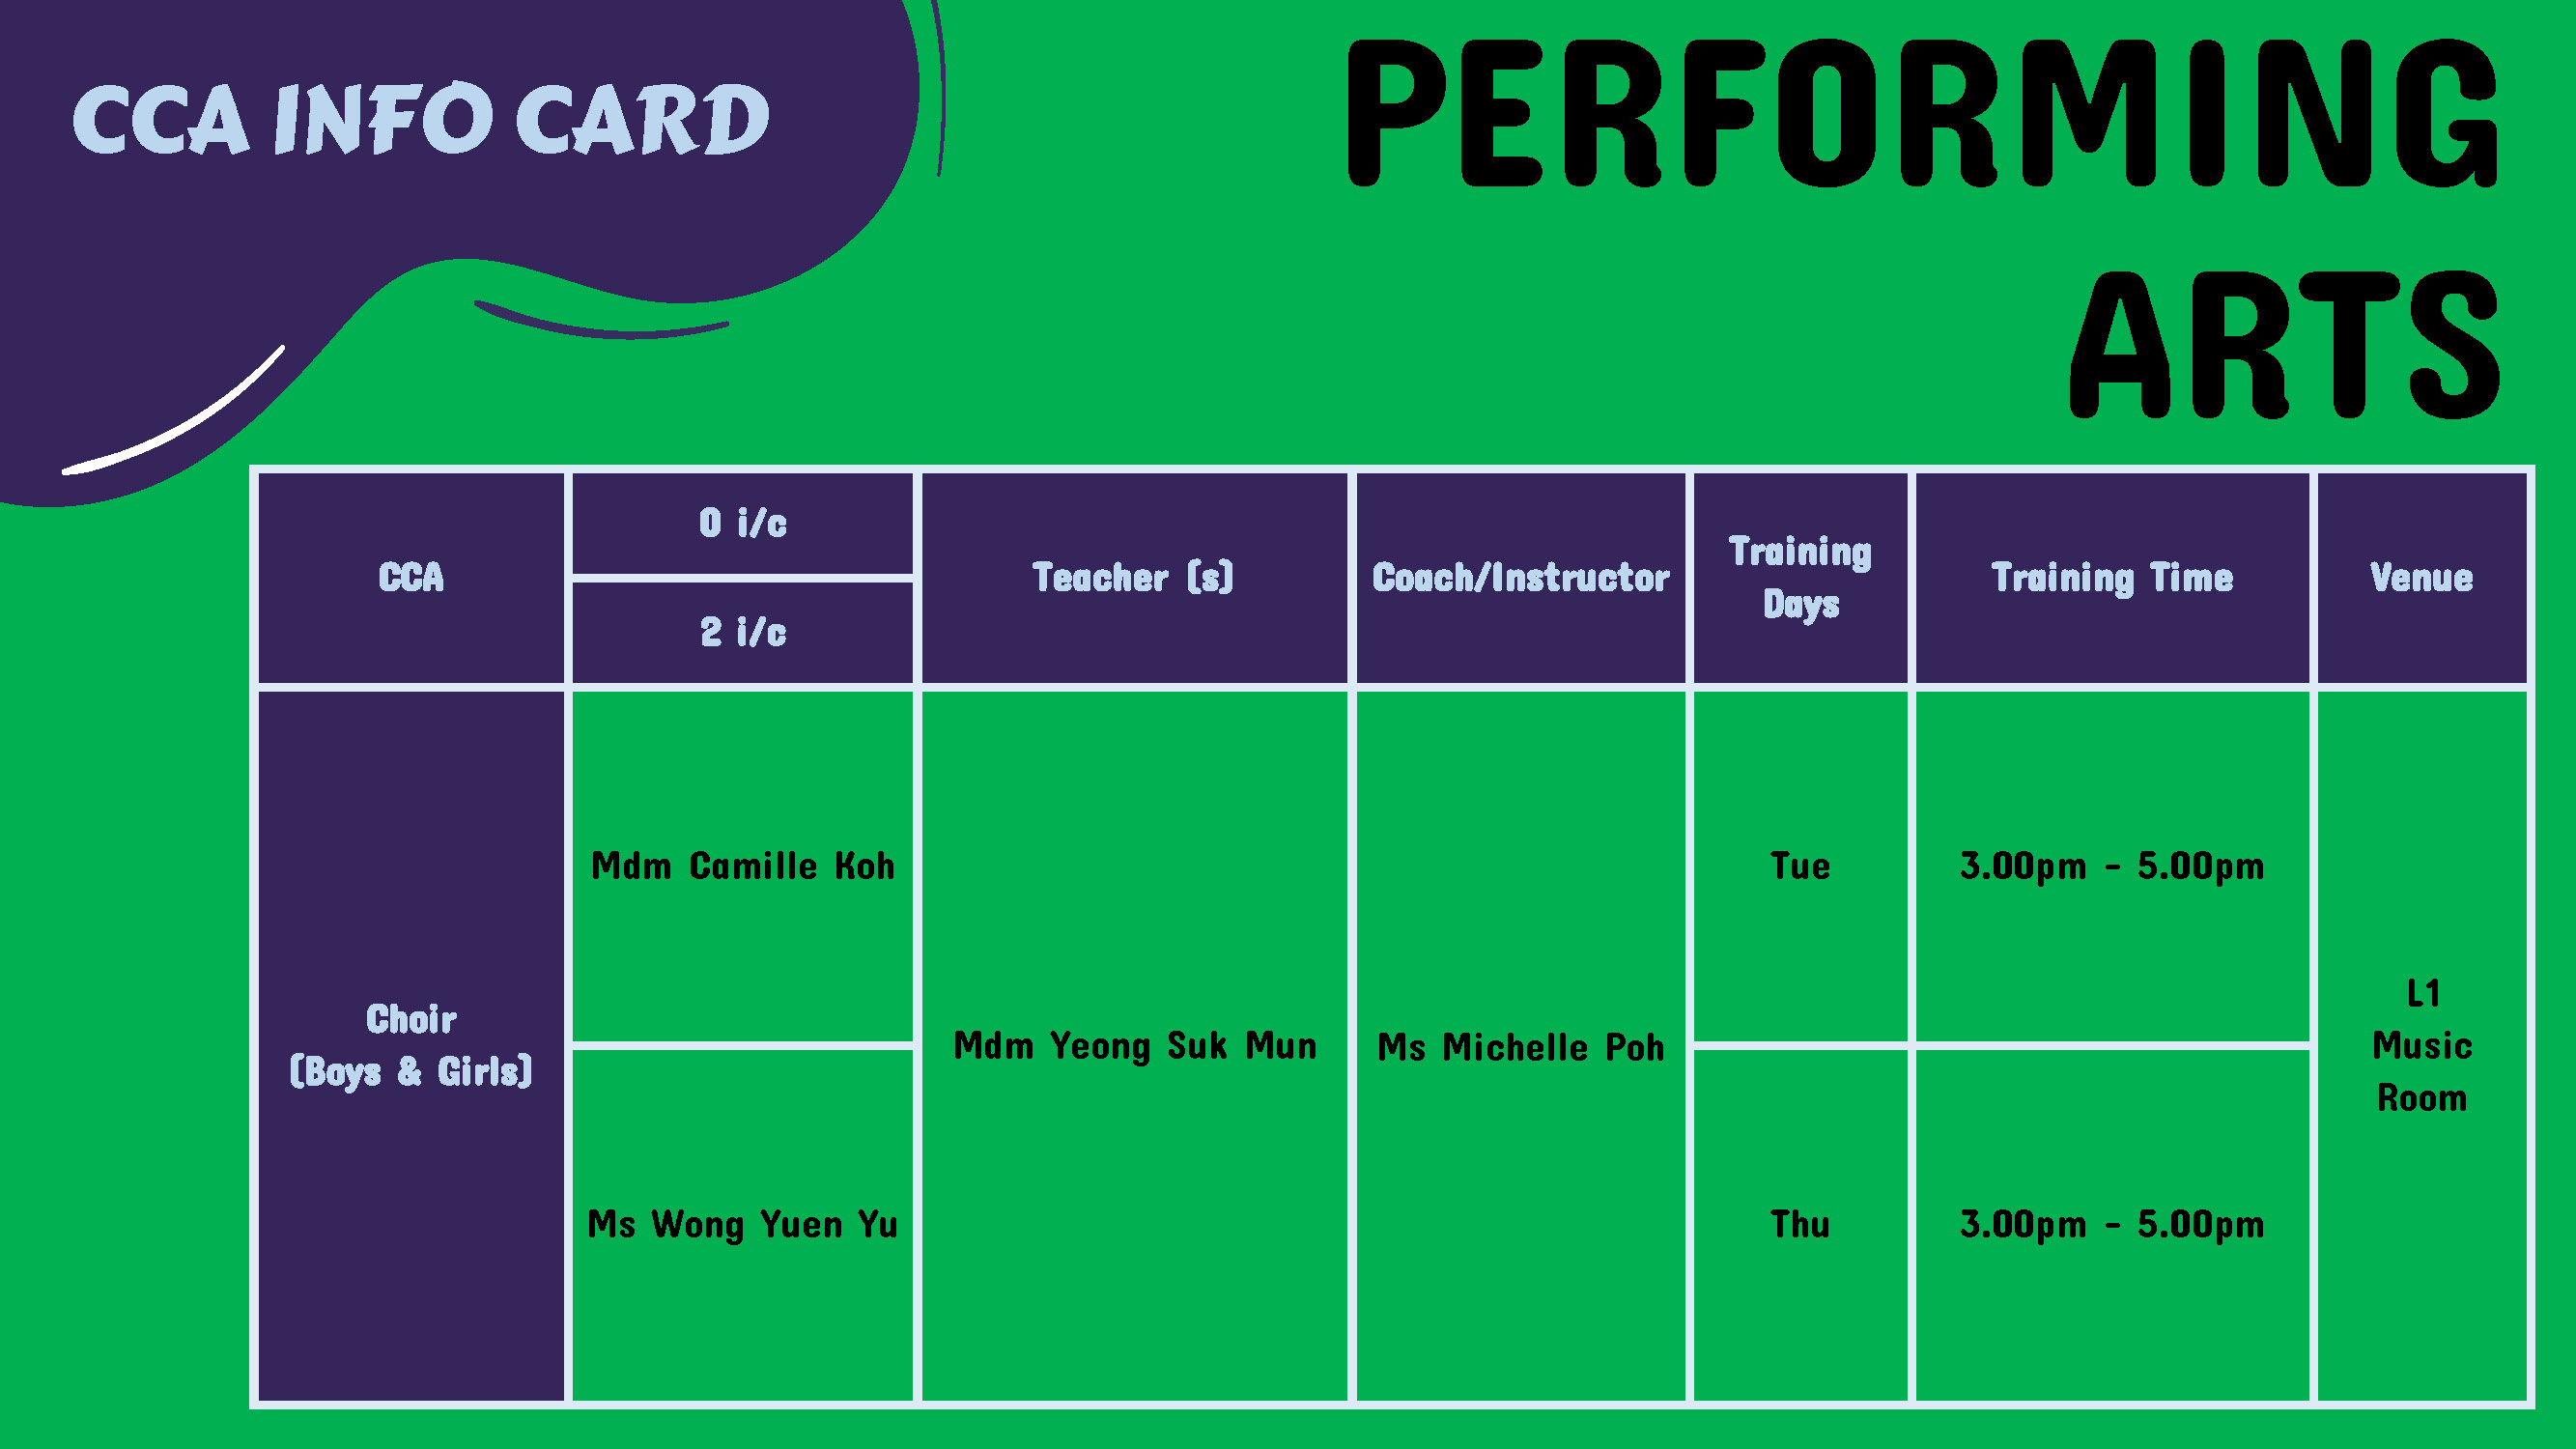 CCA INFO CARD
PERFORMING
ARTS
CCA
0 i/c
2 i/c
Teacher (s)
Coach/Instructor
Training
Days
Training Time
Venue
Choir
(Boys & Girls)
Mdm Camille Koh
Ms Wong Yuen Yu
Mdm Yeong Suk Mun
Ms Michelle Poh
Tue
3.00pm - 5.00pm
Thu
3.00pm - 5.00pm
L1
Music
Room